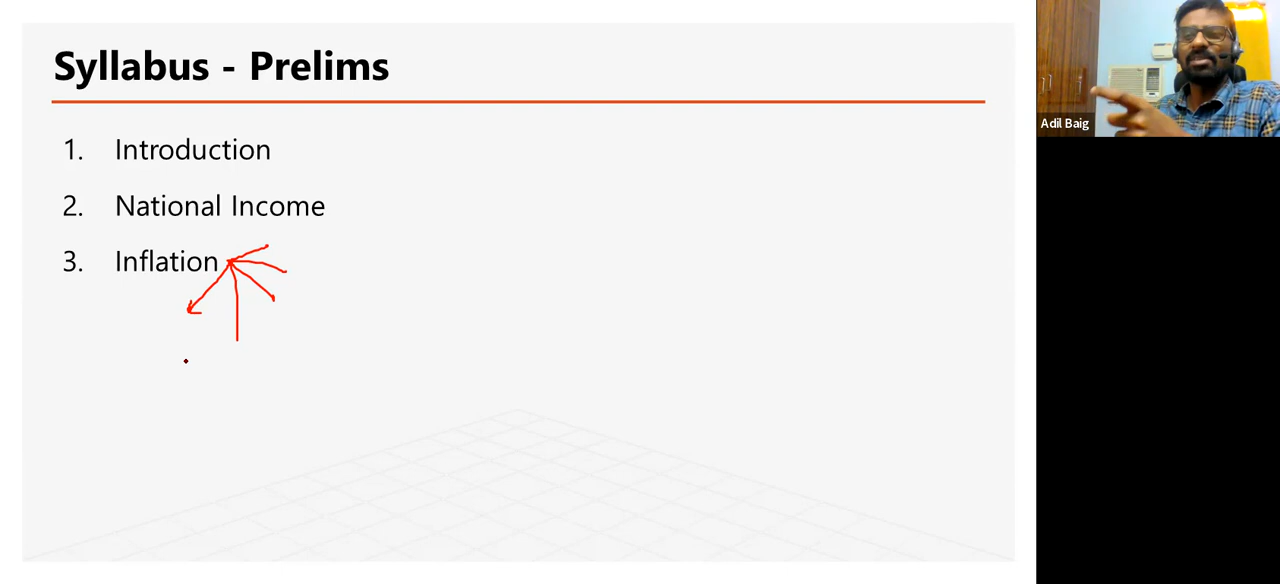 Syllabus - Prelims
1. Introduction
2. National Income
3. Inflation
Adil Baig